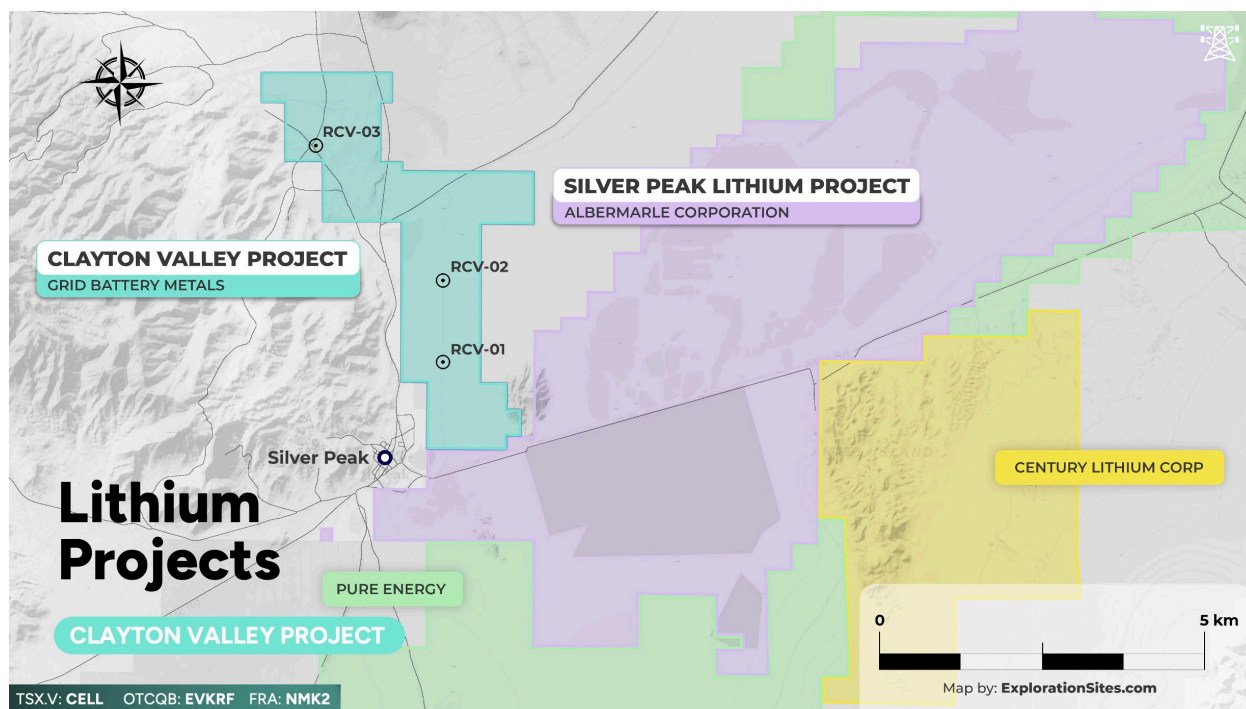 RCV-03
SILVER PEAK LITHIUM PROJECT
ALBERMARLE CORPORATION
CLAYTON VALLEY PROJECT
GRID BATTERY METALS
RCV-02
RCV-01
Silver Peak
CENTURY LITHIUM CORP
Lithium
Projects
PURE ENERGY
CLAYTON VALLEY PROJECT
0 5 km
Map by: ExplorationSites.com
TSX.V: CELL OTCQB: EVKRF FRA: NMK2